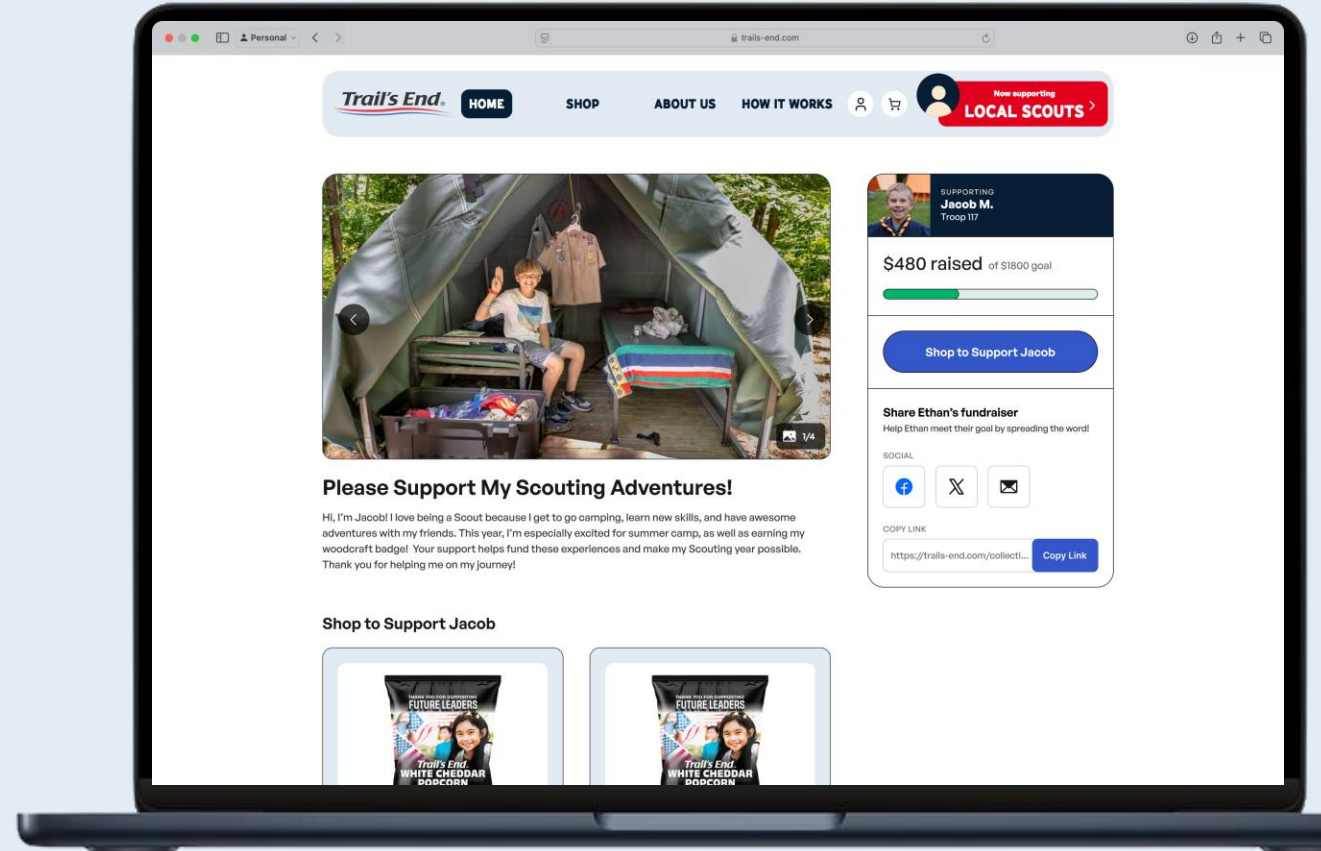 Personal
trails-end.com
Trail's End®
HOME
SHOP
ABOUT US
HOW IT WORKS
Now supporting
LOCAL SCOUTS
SUPPORTING
Jacob M.
Troop 117
$480 raised of $1800 goal
Shop to Support Jacob
Share Ethan's fundraiser
Help Ethan meet their goal by spreading the word!
SOCIAL
COPY LINK
https://trails-end.com/collecti...
Copy Link
1/4
Please Support My Scouting Adventures!
Hi, I'm Jacob! I love being a Scout because I get to go camping, learn new skills, and have awesome
adventures with my friends. This year, I'm especially excited for summer camp, as well as earning my
woodcraft badge! Your support helps fund these experiences and make my Scouting year possible.
Thank you for helping me on my journey!
Shop to Support Jacob
THANK YOU FOR SUPPORTING
FUTURE LEADERS
Trail's End®
WHITE CHEDDAR
POPCORN
THANK YOU FOR SUPPORTING
FUTURE LEADERS
Trail's End®
WHITE CHEDDAR
POPCORN